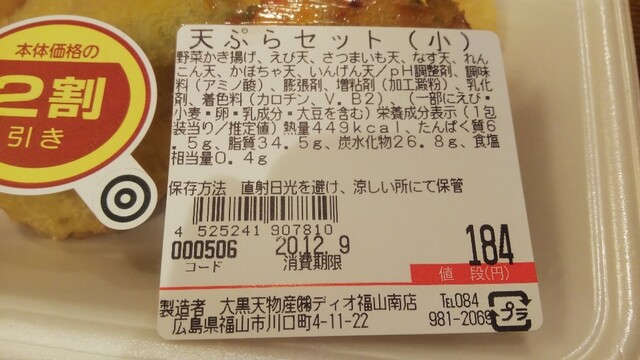 本体価格の
2割
引き
天ぷらセット(小)
野菜かき揚げ、えび天、さつまいも天、なす天、れん
こん天、かぼちゃ天、いんげん天/pH調整剤、調味
料(アミノ酸)、膨張剤、増粘剤(加工澱粉)、乳化
剤、着色料(カロチン、V.B2)、(一部にえび・
小麦・卵・乳成分・大豆を含む)栄養成分表示(1包
装当り/推定値)熱量449kcal、たんぱく質6
.5g、脂質34.5g、炭水化物26.8g、食塩
相当量0.4g
保存方法 直射日光を避け、涼しい所にて保管
4 525241 907810
000506 2012.9 184
コード 消費期限 値段(円)
製造者 大黒天物産㈱ディオ福山南店 TEL084
広島県福山市川口町4-11-22 981-2069
プラ